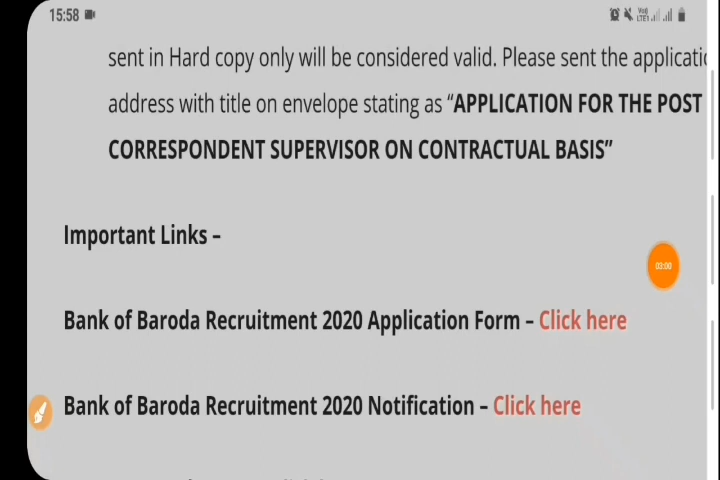 15:58
sent in Hard copy only will be considered valid. Please sent the
address with title on envelope stating as “APPLICATION FOR THE POST
CORRESPONDENT SUPERVISOR ON CONTRACTUAL BASIS”
Important Links –
03:00
Bank of Baroda Recruitment 2020 Application Form – Click here
Bank of Baroda Recruitment 2020 Notification – Click here